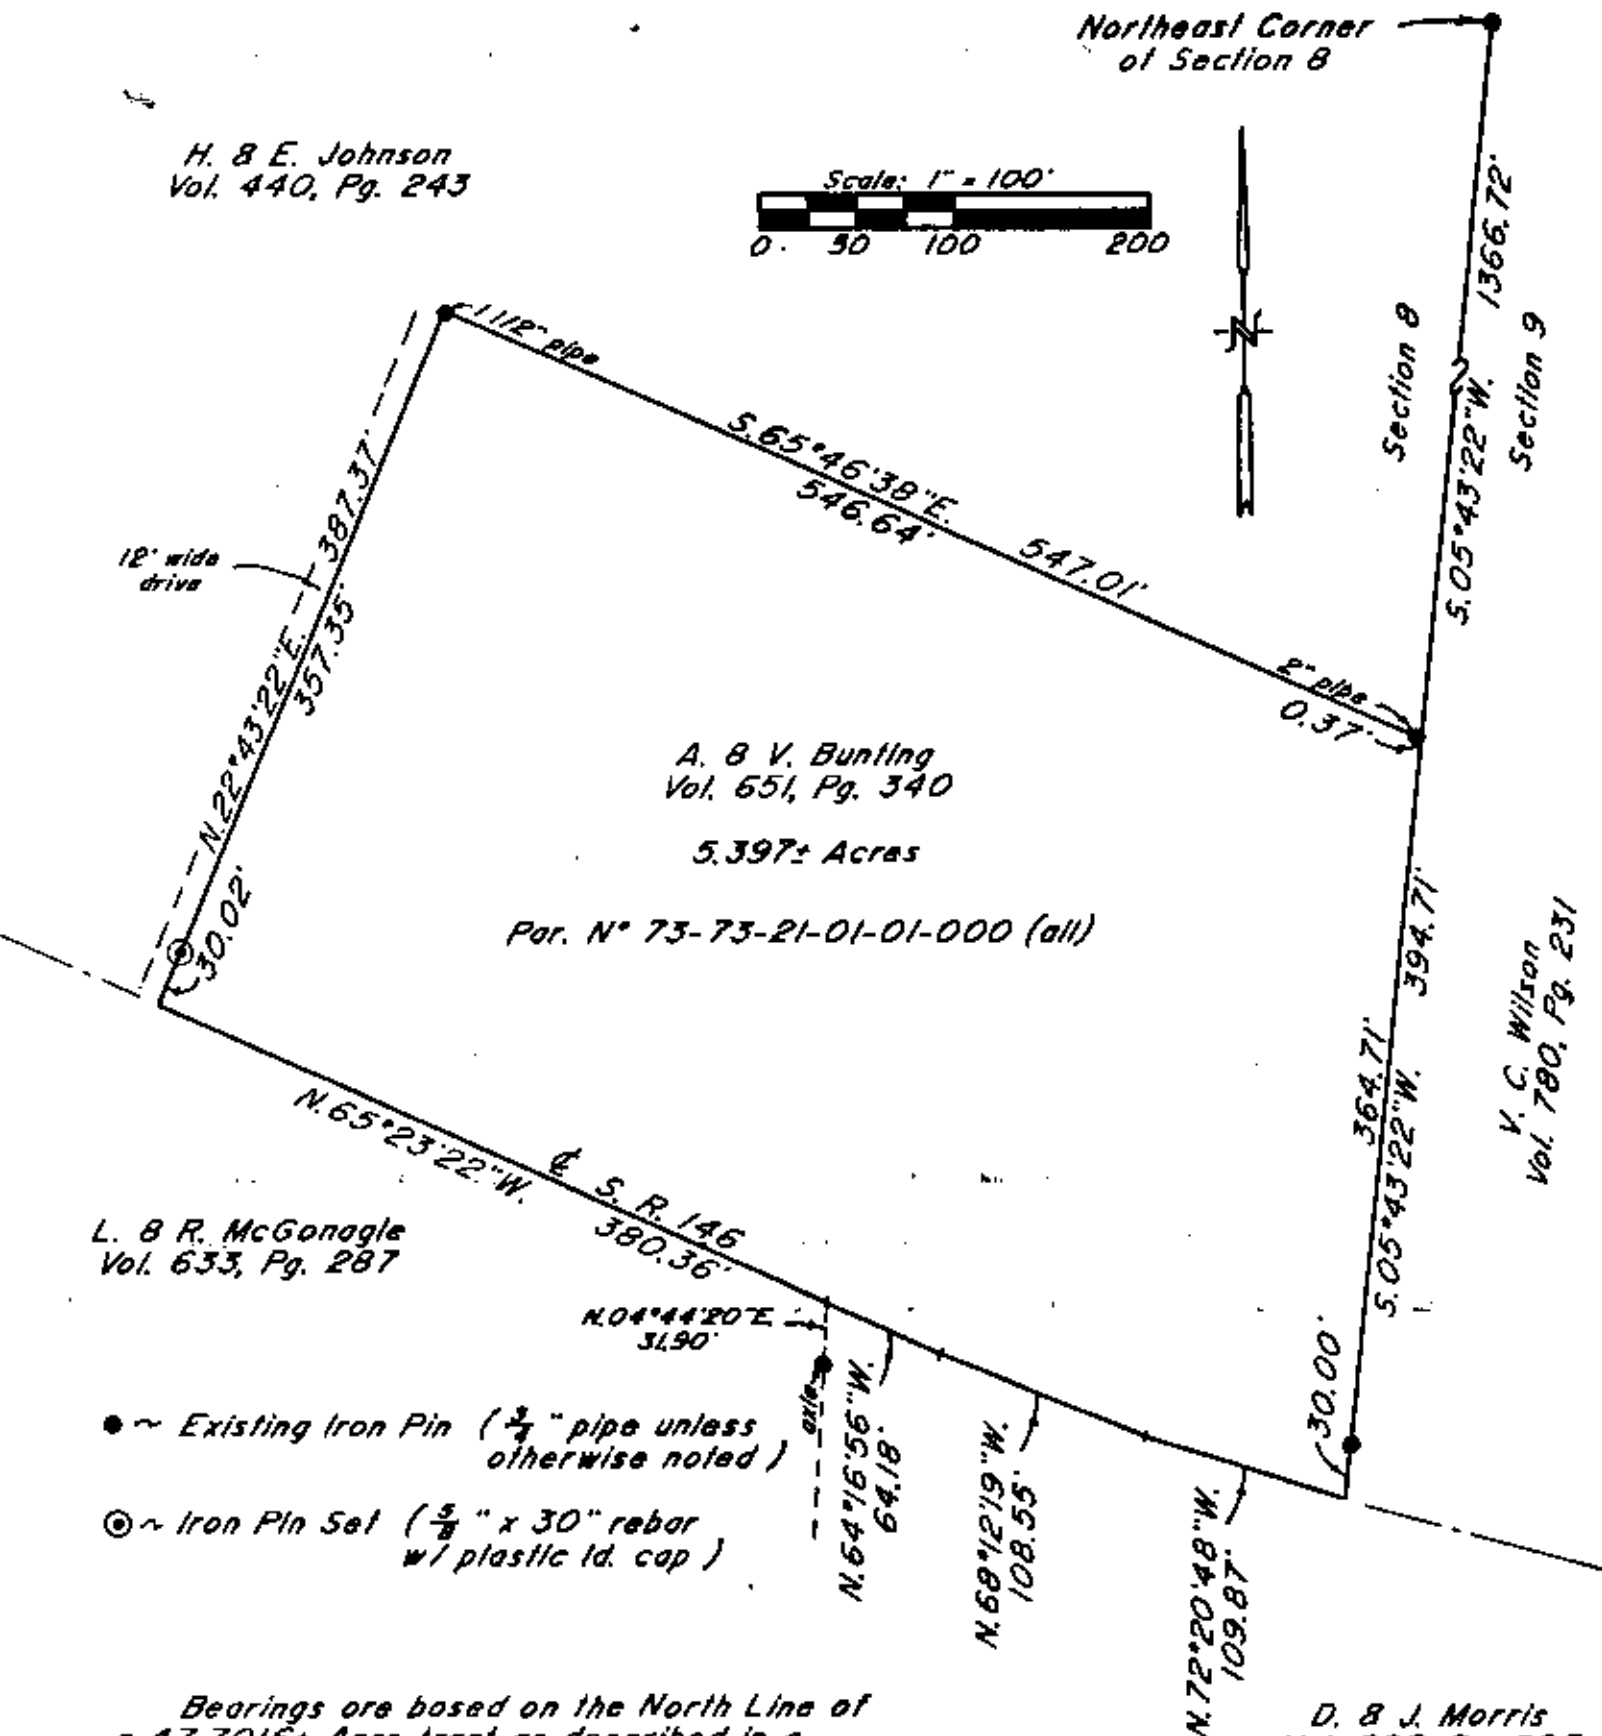 Northeast Corner
of Section 8
H. & E. Johnson
Vol. 440, Pg. 243
Scale: 1" = 100'
0 50 100 200
N
1366.72'
Section 8
Section 9
S.05°43'22"W.
1 1/2" pipe
S.65°46'38"E.
546.64'
547.01'
2" pipe
0.37'
12' wide
drive
387.37'
N.22°43'22"E.
357.35'
30.02'
A. & V. Bunting
Vol. 651, Pg. 340
5.397± Acres
Par. N° 73-73-21-01-01-000 (all)
394.71'
364.71'
S.05°43'22"W.
30.00'
V. C. Wilson
Vol. 780, Pg. 231
N.65°23'22"W.
℄ S. R. 146
380.36'
L. & R. McGonagle
Vol. 633, Pg. 287
N.04°44'20"E.
31.90'
axle
N.64°16'56"W.
64.18'
N.68°12'19"W.
108.55'
N.72°20'48"W.
109.87'
● ~ Existing Iron Pin (3/4" pipe unless
otherwise noted)
◉ ~ Iron Pin Set (5/8" x 30" rebar
w/ plastic Id. cap)
Bearings are based on the North Line of
Acre tract as described in a
D. & J. Morris